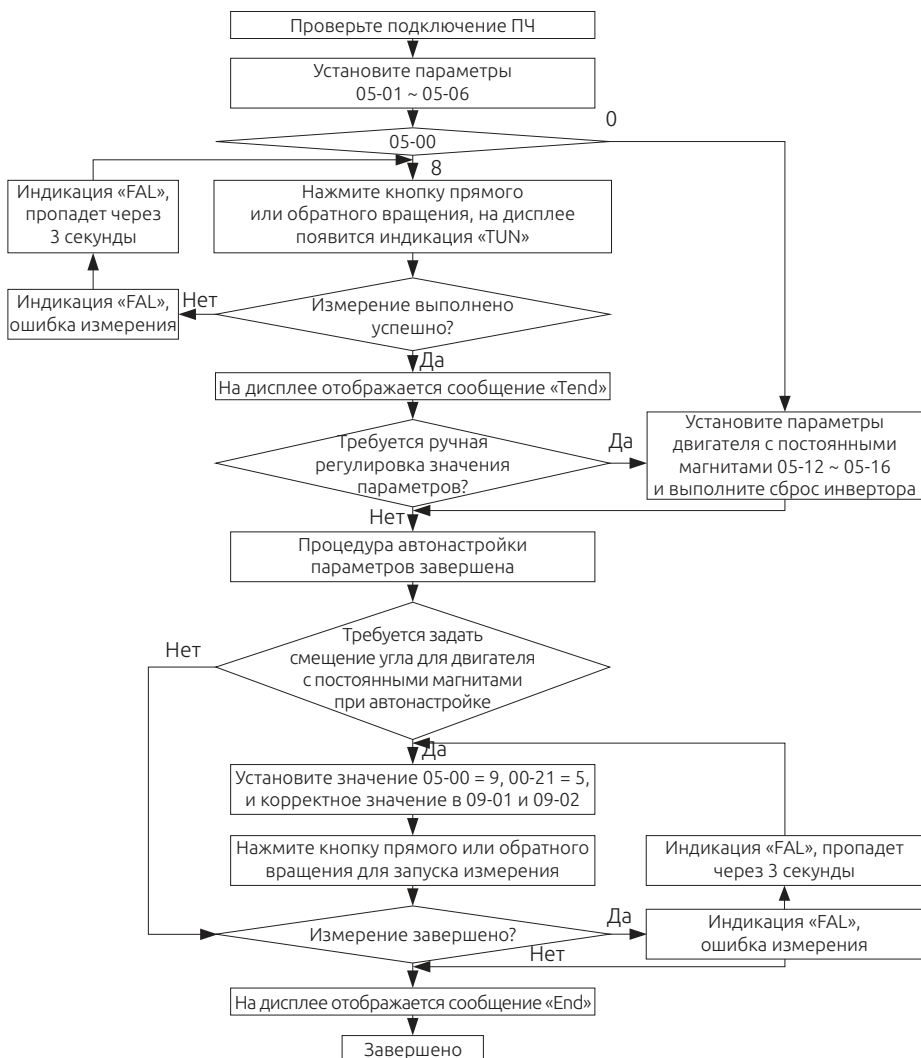 Проверьте подключение ПЧ
Установите параметры
05-01 ~ 05-06
0
05-00
8
Индикация «FAL»,
пропадет через
3 секунды
Нажмите кнопку прямого
или обратного вращения, на дисплее
появится индикация «TUN»
Индикация «FAL»,
ошибка измерения
Нет
Измерение выполнено
успешно?
Да
На дисплее отображается сообщение «Tend»
Требуется ручная
регулировка значения
параметров?
Да
Установите параметры
двигателя с постоянными
магнитами 05-12 ~ 05-16
и выполните сброс инвертора
Нет
Процедура автонастройки
параметров завершена
Нет
Требуется задать
смещение угла для двигателя
с постоянными магнитами
при автонастройке
Да
Установите значение 05-00 = 9, 00-21 = 5,
и корректное значение в 09-01 и 09-02
Нажмите кнопку прямого или обратного
вращения для запуска измерения
Индикация «FAL», пропадет
через 3 секунды
Измерение завершено?
Да
Индикация «FAL»,
ошибка измерения
Нет
На дисплее отображается сообщение «End»
Завершено